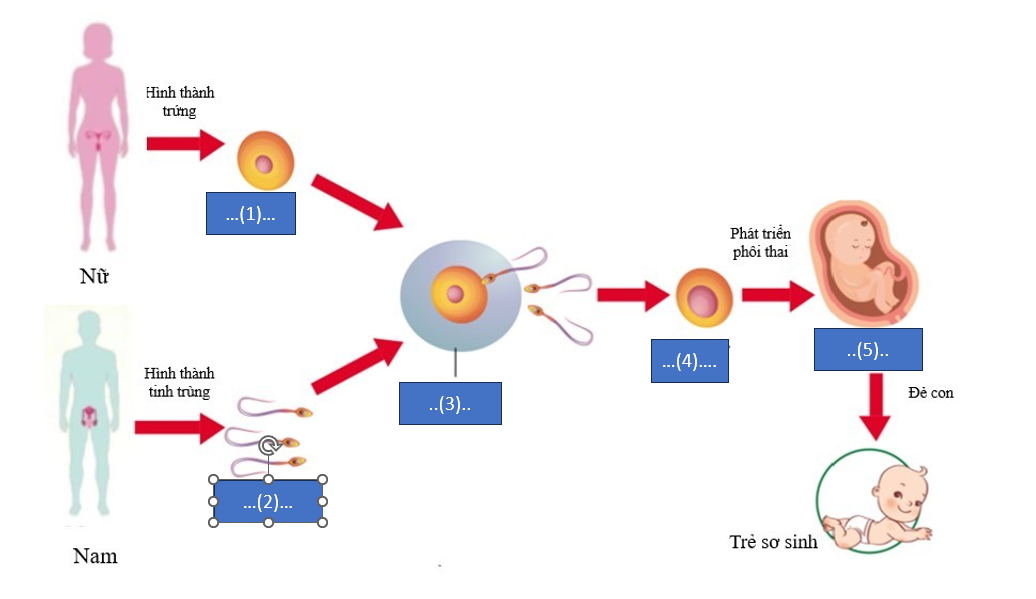 Hình thành
trứng
...(1)...
Nữ
Hình thành
tinh trùng
...(2)...
Nam
..(3)..
...(4)....
Phát triển
phôi thai
..(5)..
Đẻ con
Trẻ sơ sinh